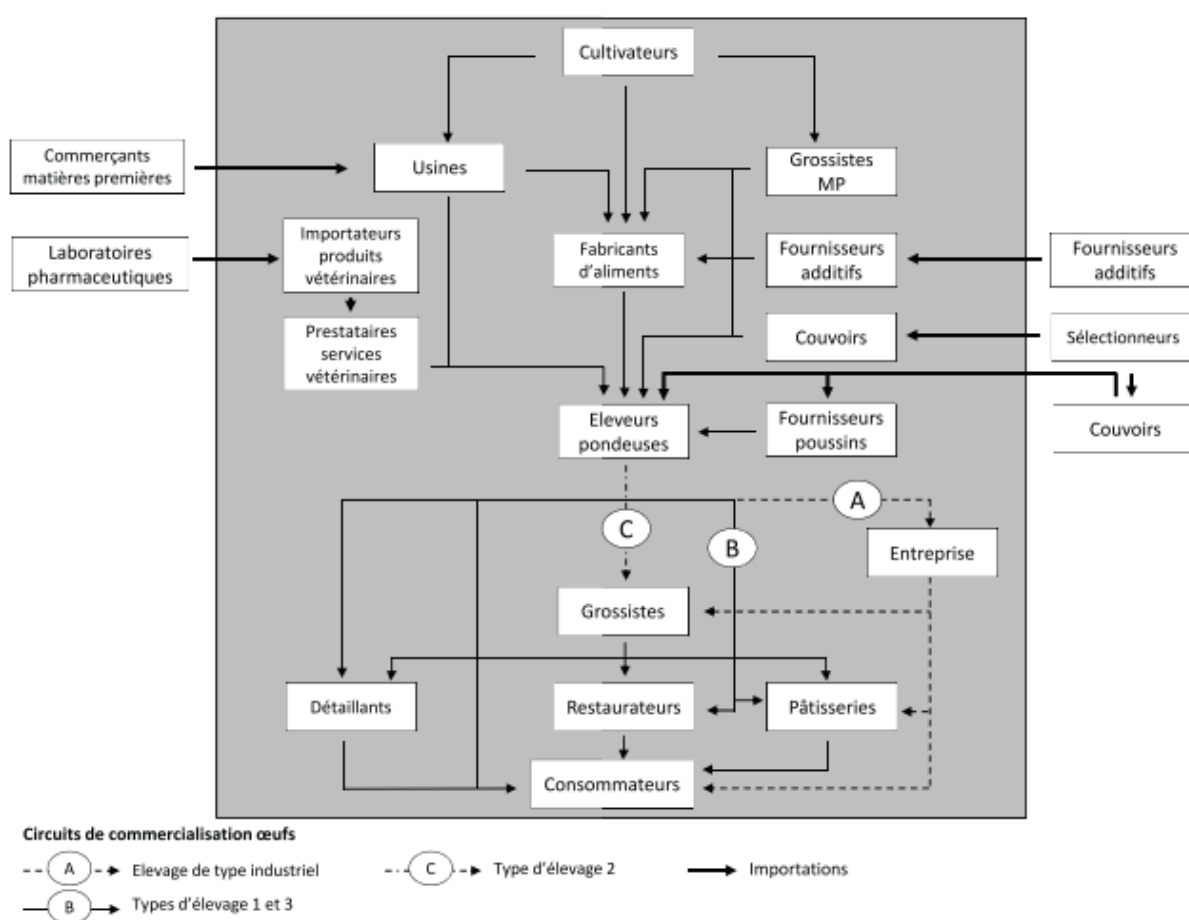 Cultivateurs
Commerçants
matières premières
Usines
Grossistes
MP
Laboratoires
pharmaceutiques
Importateurs
produits
vétérinaires
Fabricants
d'aliments
Fournisseurs
additifs
Fournisseurs
additifs
Prestataires
services
vétérinaires
Couvoirs
Sélectionneurs
Eleveurs
pondeuses
Fournisseurs
poussins
Couvoirs
A
C
B
Entreprise
Grossistes
Détaillants
Restaurateurs
Pâtisseries
Consommateurs
Circuits de commercialisation œufs
A Elevage de type industriel
C Type d'élevage 2
Importations
B Types d'élevage 1 et 3